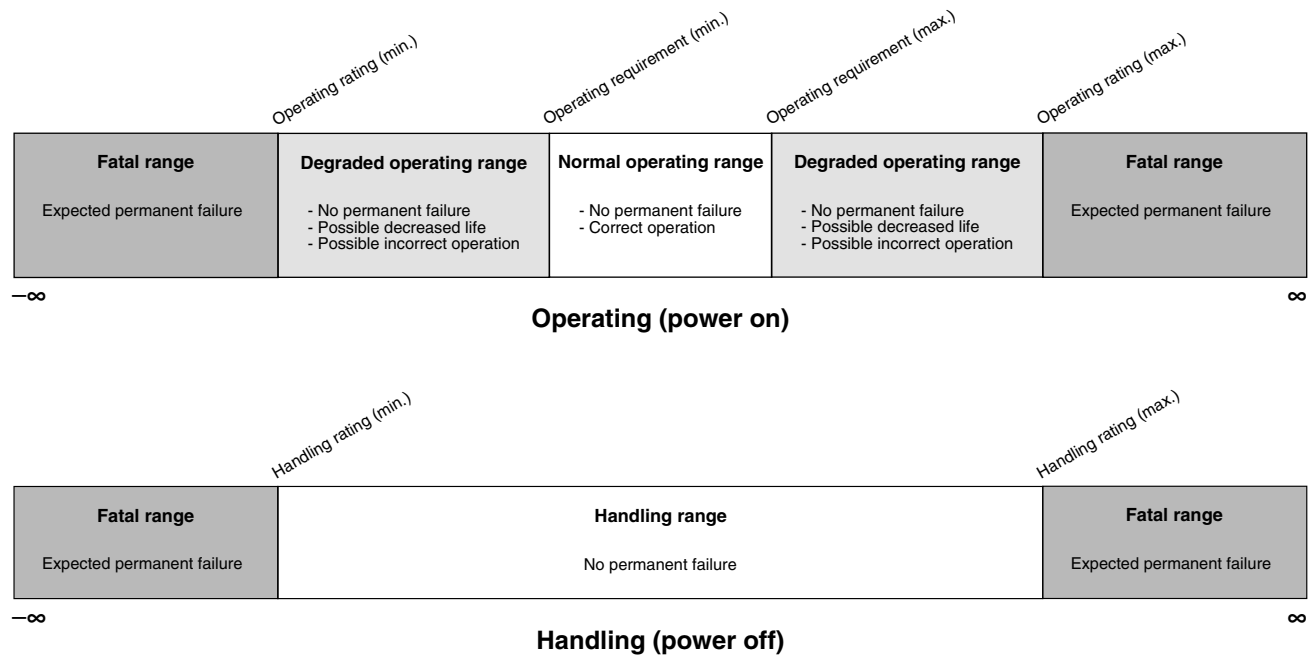 Operating rating (min.)
Operating requirement (min.)
Operating requirement (max.)
Operating rating (max.)
Fatal range
Expected permanent failure
Degraded operating range
- No permanent failure
- Possible decreased life
- Possible incorrect operation
Normal operating range
- No permanent failure
- Correct operation
Degraded operating range
- No permanent failure
- Possible decreased life
- Possible incorrect operation
Fatal range
Expected permanent failure
–∞
∞
Operating (power on)
Handling rating (min.)
Handling rating (max.)
Fatal range
Expected permanent failure
Handling range
No permanent failure
Fatal range
Expected permanent failure
–∞
∞
Handling (power off)